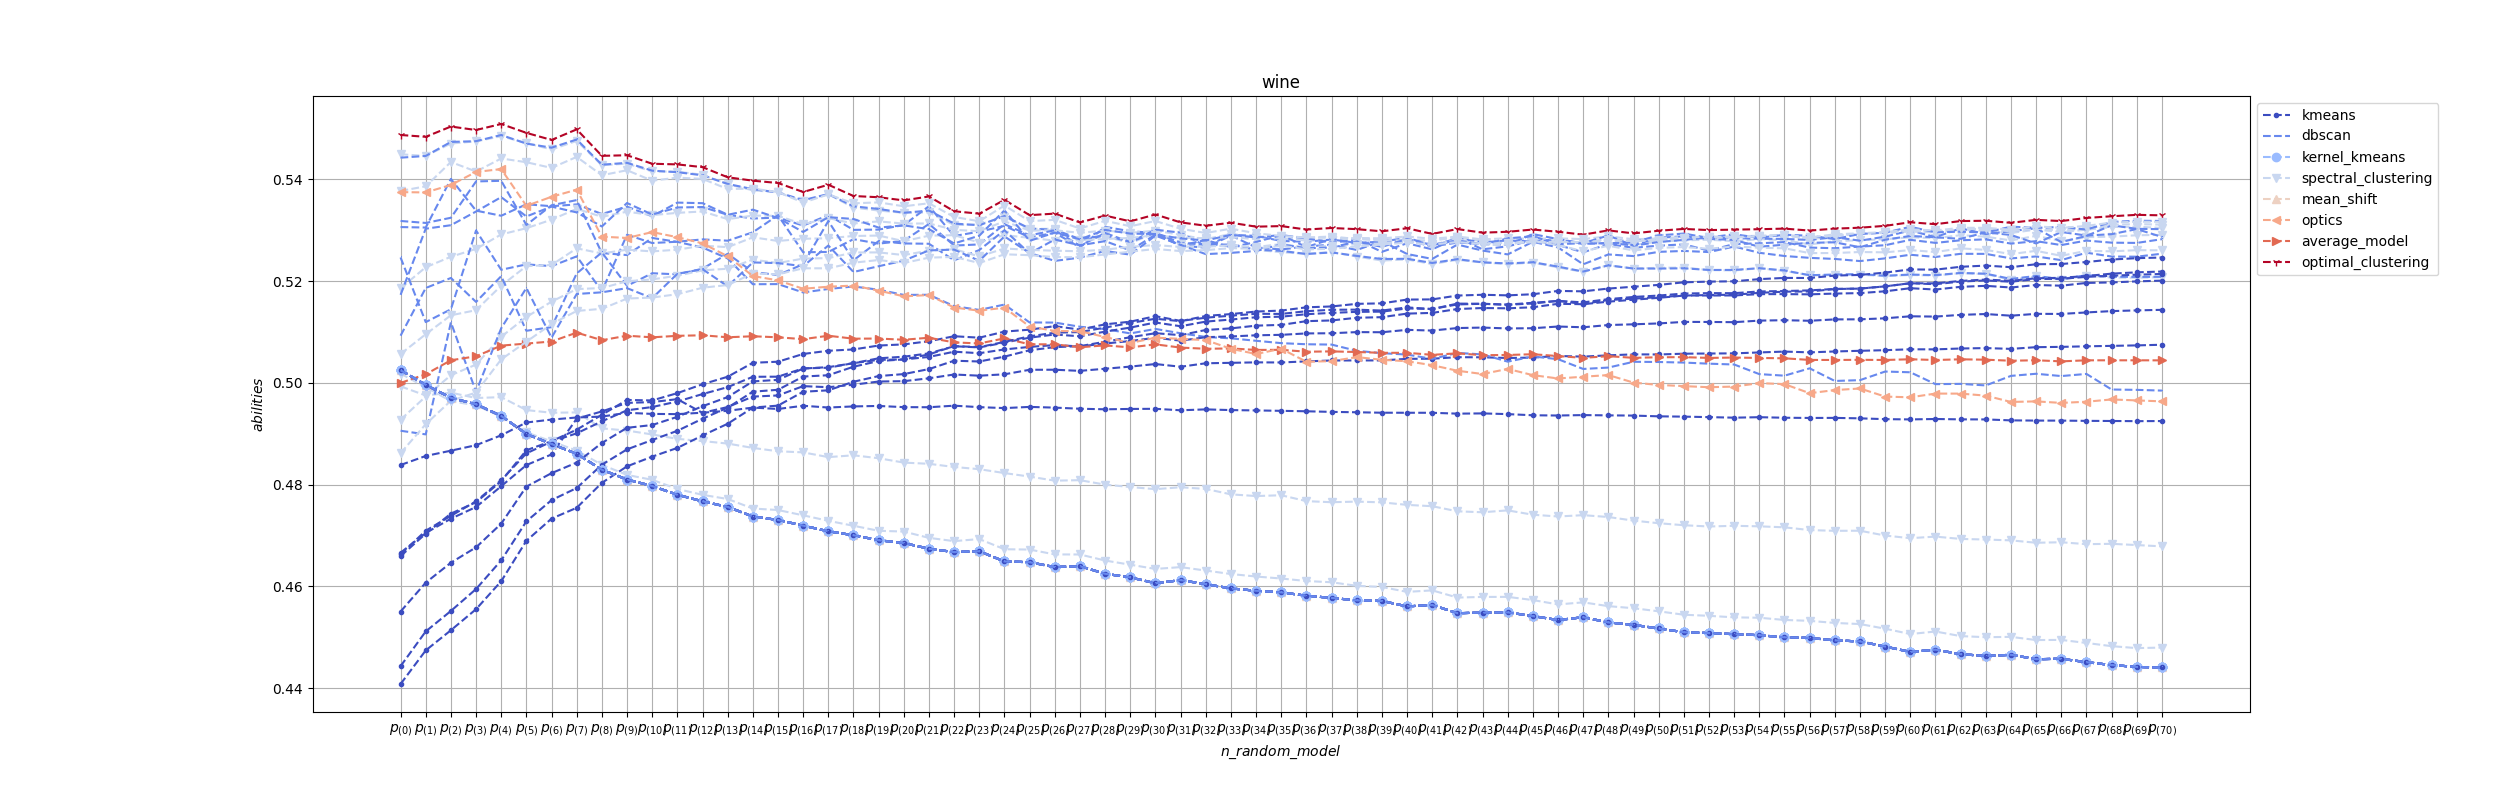 wine
abilities
0.54
0.52
0.50
0.48
0.46
0.44
p(0) p(1) p(2) p(3) p(4) p(5) p(6) p(7) p(8) p(9) p(10) p(11) p(12) p(13) p(14) p(15) p(16) p(17) p(18) p(19) p(20) p(21) p(22) p(23) p(24) p(25) p(26) p(27) p(28) p(29) p(30) p(31) p(32) p(33) p(34) p(35) p(36) p(37) p(38) p(39) p(40) p(41) p(42) p(43) p(44) p(45) p(46) p(47) p(48) p(49) p(50) p(51) p(52) p(53) p(54) p(55) p(56) p(57) p(58) p(59) p(60) p(61) p(62) p(63) p(64) p(65) p(66) p(67) p(68) p(69) p(70)
n_random_model
kmeans
dbscan
kernel_kmeans
spectral_clustering
mean_shift
optics
average_model
optimal_clustering